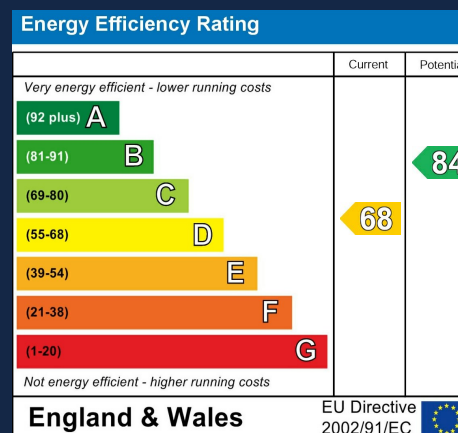 Energy Efficiency Rating
Current
Potentia
Very energy efficient - lower running costs
(92 plus) A
(81-91) B
84
(69-80) C
68
(55-68) D
(39-54) E
(21-38) F
(1-20) G
Not energy efficient - higher running costs
England & Wales
EU Directive
2002/91/EC